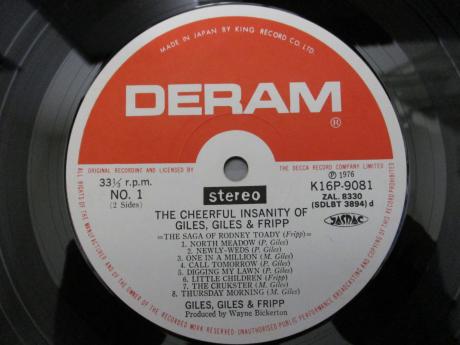 MADE IN JAPAN BY KING RECORD CO. LTD.
DERAM
®
ALL ORIGINAL RECORDING AND LICENSED BY THE DECCA RECORD COMPANY LIMITED
33⅓ r.p.m.
NO. 1
(2 Sides)
stereo
Ⓟ 1976
K16P-9081
ZAL. 8330
(SDLBT 3894) d
JASRAC
THE CHEERFUL INSANITY OF
GILES, GILES & FRIPP
=THE SAGA OF RODNEY TOADY (Fripp)=
1. NORTH MEADOW (P. Giles)
2. NEWLY-WEDS (P. Giles)
3. ONE IN A MILLION (M. Giles)
4. CALL TOMORROW (P. Giles)
5. DIGGING MY LAWN (P. Giles)
6. LITTLE CHILDREN (Fripp)
7. THE CRUKSTER (M. Giles)
8. THURSDAY MORNING (M. Giles)
GILES, GILES & FRIPP
Produced by Wayne Bickerton
RIGHTS OF THE MANUFACTURER AND OF THE OWNER OF THE RECORDED WORK RESERVED-UNAUTHORISED PUBLIC PERFORMANCE BROADCASTING AND COPYING OF THIS RECORD PROHIBITED